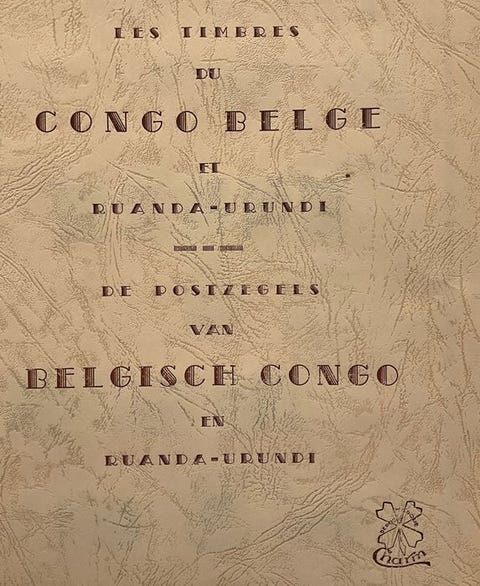 LES TIMBRES
DU
CONGO BELGE
ET
RUANDA-URUNDI
DE POSTZEGELS
VAN
BELGISCH CONGO
EN
RUANDA-URUNDI
Charm